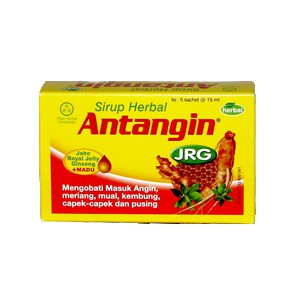 Isi : 5 sachet @ 15 ml
Sirup Herbal
herbal
Antangin®
JRG
Jahe
Royal Jelly
Ginseng
+MADU
Mengobati Masuk Angin,
meriang, mual, kembung,
capek-capek dan pusing